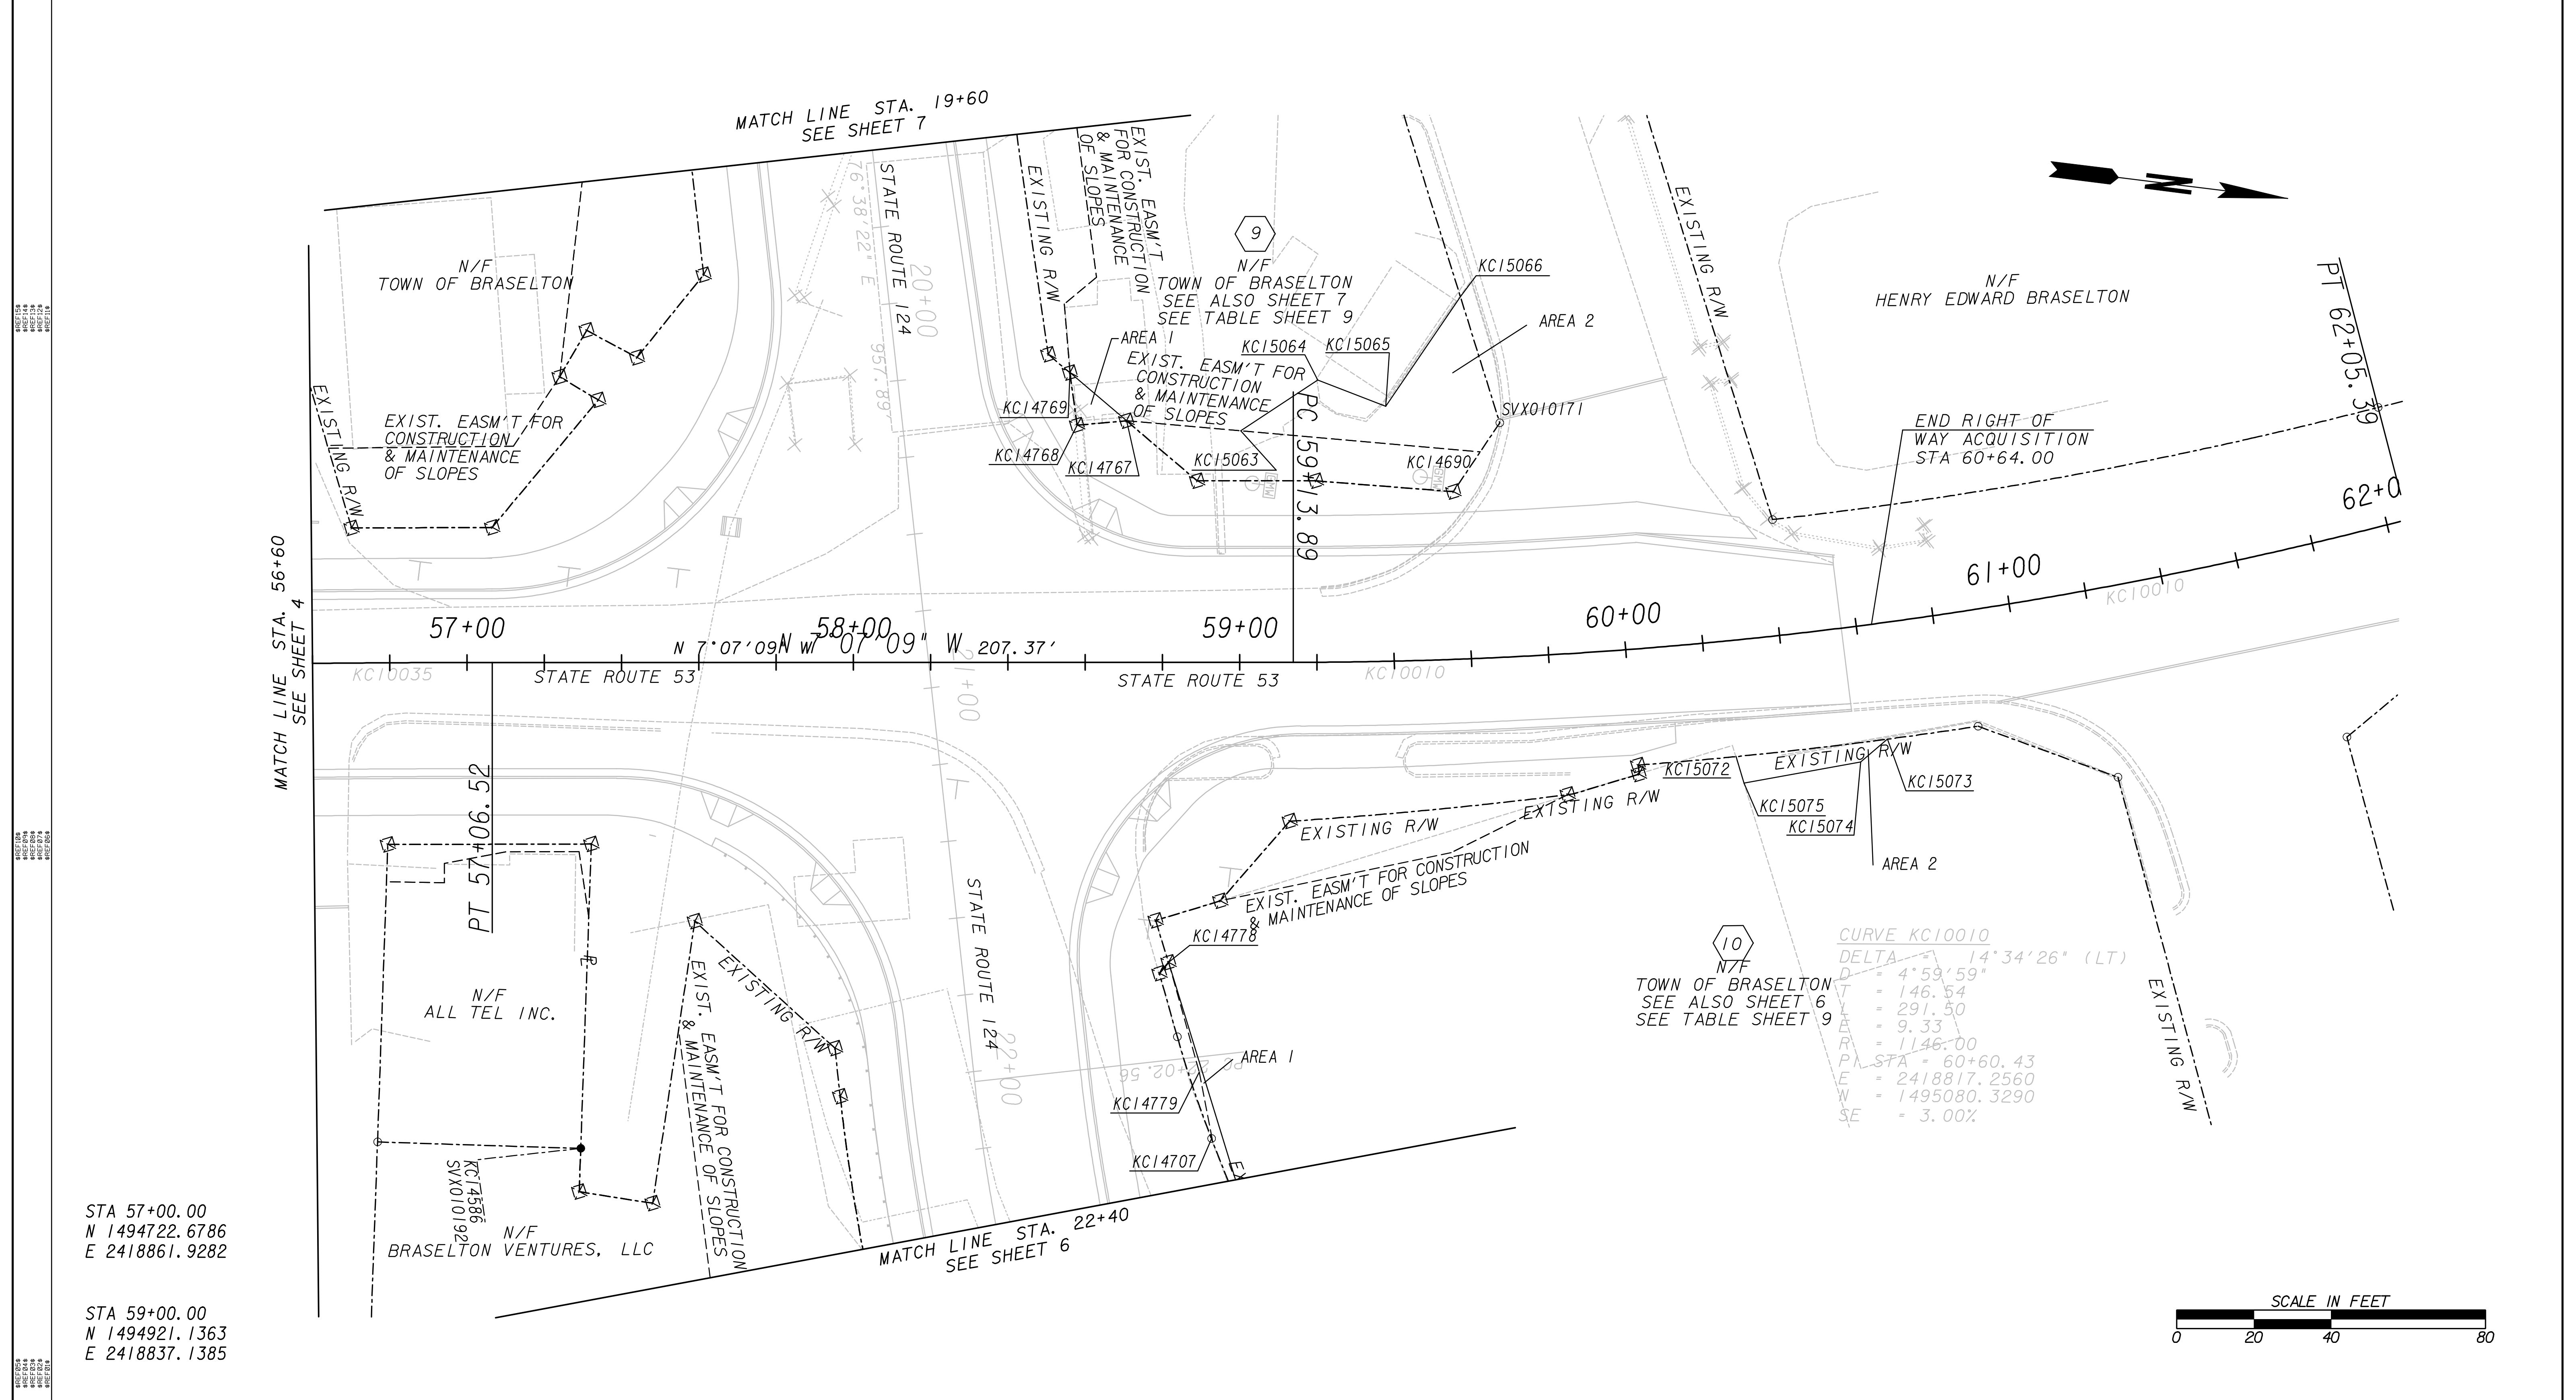 MATCH LINE STA. 19+60
SEE SHEET 7
N/F
TOWN OF BRASELTON
EXISTING R/W
EXIST. EASM'T FOR
CONSTRUCTION
& MAINTENANCE
OF SLOPES
76°38'22" E
957.89
STATE ROUTE 124
20+00
EXISTING R/W
EXIST. EASM'T
FOR CONSTRUCTION
& MAINTENANCE
OF SLOPES
9
N/F
TOWN OF BRASELTON
SEE ALSO SHEET 7
SEE TABLE SHEET 9
AREA 1
EXIST. EASM'T FOR
CONSTRUCTION
& MAINTENANCE
OF SLOPES
KC15064
KC15065
KC15066
AREA 2
KC14769
KC14768
KC14767
KC15063
KC14690
SVX010171
PC 59+13.89
EXISTING R/W
N
N/F
HENRY EDWARD BRASELTON
PT 62+05.39
END RIGHT OF
WAY ACQUISITION
STA 60+64.00
62+0
61+00
60+00
59+00
58+00
57+00
MATCH LINE STA. 56+60
SEE SHEET 4
N 7°07'09" W
N 7°07'09" W 207.37'
KC10035
STATE ROUTE 53
21+00
STATE ROUTE 53
KC10010
KC10010
PT 57+06.52
EXISTING R/W
KC15072
KC15073
KC15075
KC15074
AREA 2
EXISTING R/W
EXISTING R/W
EXIST. EASM'T FOR CONSTRUCTION
& MAINTENANCE OF SLOPES
KC14778
N/F
ALL TEL INC.
EXISTING R/W
EXIST. EASM'T FOR CONSTRUCTION
& MAINTENANCE OF SLOPES
STATE ROUTE 124
22+00
PC 22+02.56
AREA 1
KC14779
KC14707
10
N/F
TOWN OF BRASELTON
SEE ALSO SHEET 6
SEE TABLE SHEET 9
CURVE KC10010
DELTA = 14°34'26" (LT)
D = 4°59'59"
T = 146.54
L = 291.50
E = 9.33
R = 1146.00
PI STA = 60+60.43
E = 2418817.2560
N = 1495080.3290
SE = 3.00%
EXISTING R/W
KC14586
SVX010192
N/F
BRASELTON VENTURES, LLC
MATCH LINE STA. 22+40
SEE SHEET 6
STA 57+00.00
N 1494722.6786
E 2418861.9282
STA 59+00.00
N 1494921.1363
E 2418837.1385
SCALE IN FEET
0 20 40 80